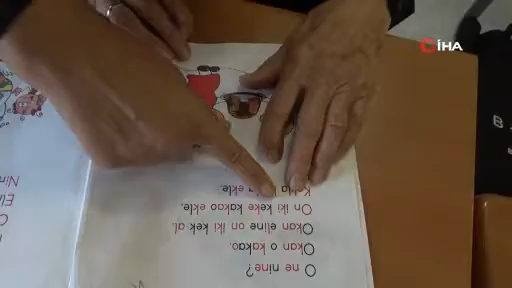 İHA
O ne nine?
Okan o kakao.
Okan eline on iki kek al.
On iki keke kakao ekle.
ekle.